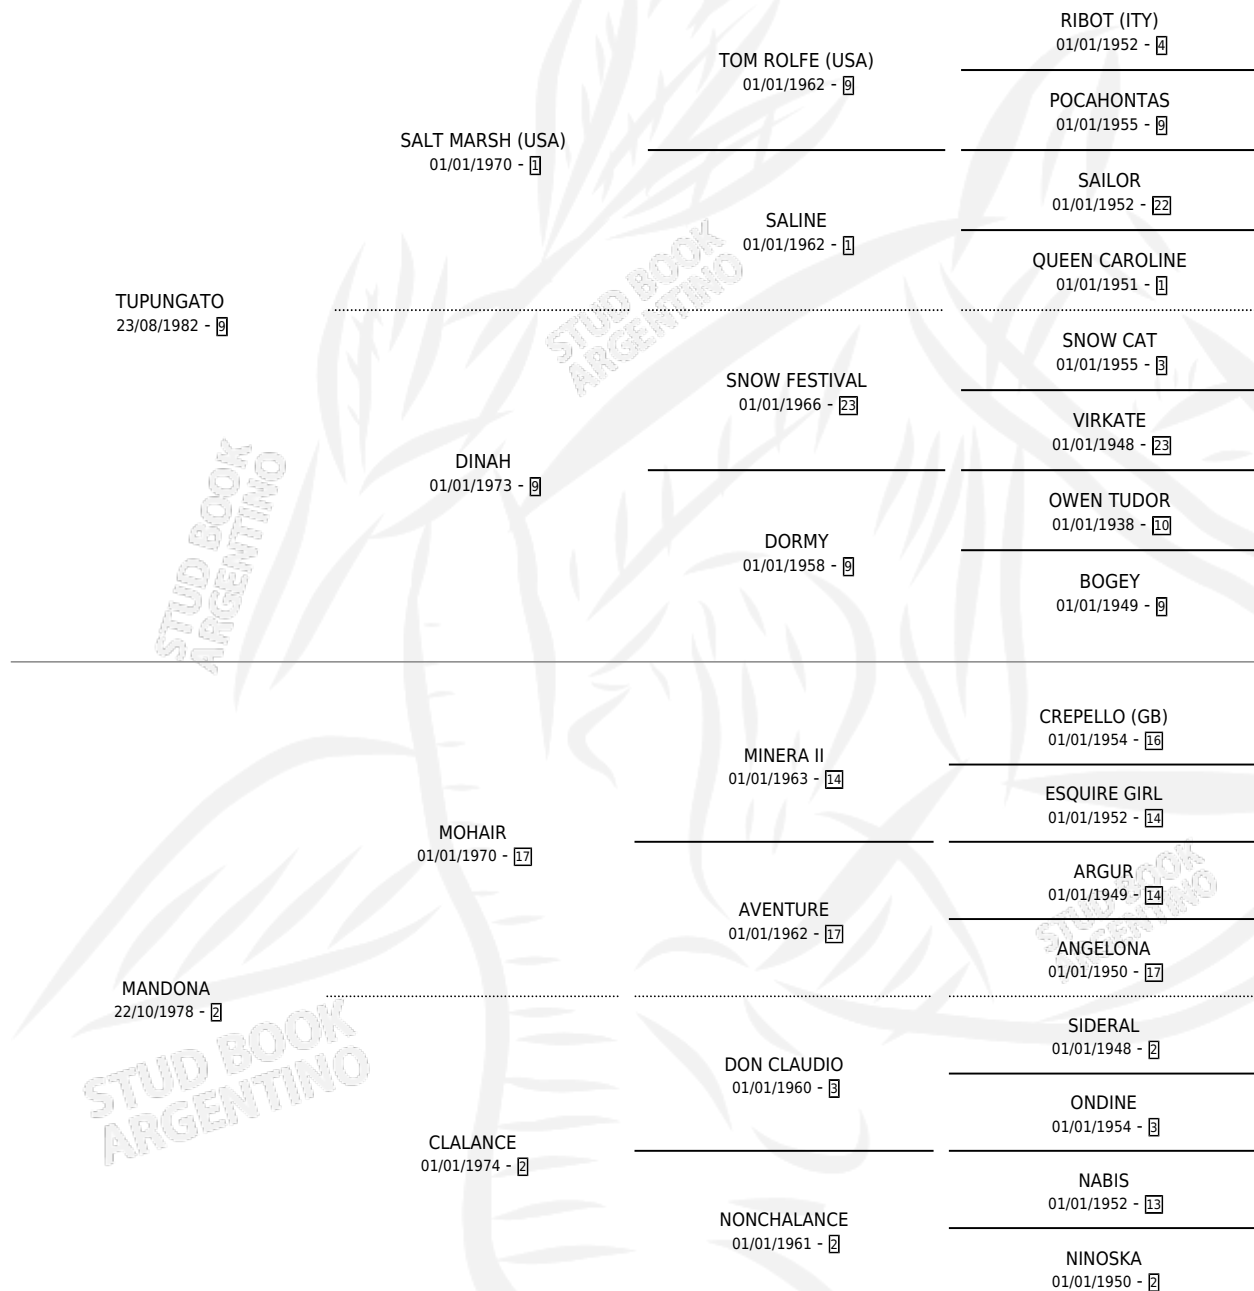 RIBOT (ITY)
01/01/1952 - 4
TOM ROLFE (USA)
01/01/1962 - 9
POCAHONTAS
01/01/1955 - 9
SALT MARSH (USA)
01/01/1970 - 1
SAILOR
01/01/1952 - 22
SALINE
01/01/1962 - 1
QUEEN CAROLINE
01/01/1951 - 1
TUPUNGATO
23/08/1982 - 9
STUD BOOK
ARGENTINO
SNOW CAT
01/01/1955 - 3
SNOW FESTIVAL
01/01/1966 - 23
VIRKATE
01/01/1948 - 23
DINAH
01/01/1973 - 9
OWEN TUDOR
01/01/1938 - 10
DORMY
01/01/1958 - 9
BOGEY
01/01/1949 - 9
STUD BOOK
ARGENTINO
CREPELLO (GB)
01/01/1954 - 16
MINERA II
01/01/1963 - 14
ESQUIRE GIRL
01/01/1952 - 14
MOHAIR
01/01/1970 - 17
ARGUR
01/01/1949 - 14
AVENTURE
01/01/1962 - 17
ANGELONA
01/01/1950 - 17
STUD BOOK
ARGENTINO
MANDONA
22/10/1978 - 2
SIDERAL
01/01/1948 - 2
DON CLAUDIO
01/01/1960 - 3
ONDINE
01/01/1954 - 3
STUD BOOK
ARGENTINO
CLALANCE
01/01/1974 - 2
NABIS
01/01/1952 - 13
NONCHALANCE
01/01/1961 - 2
NINOSKA
01/01/1950 - 2